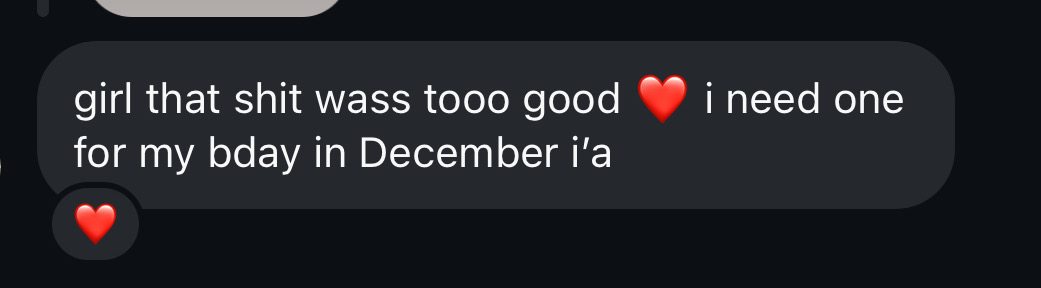 girl that shit wass tooo good ❤️ i need one
for my bday in December i’a
❤️